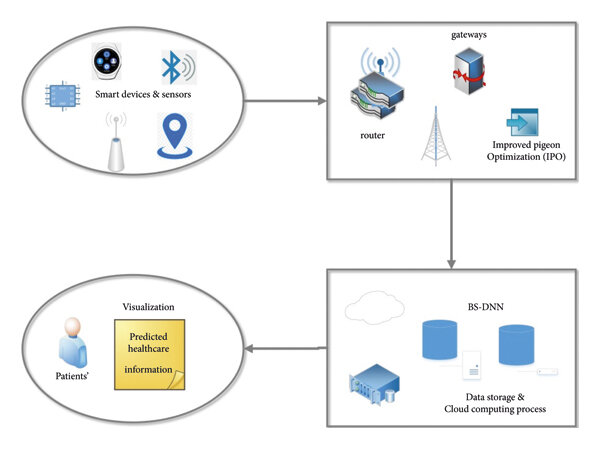 Smart devices & sensors
gateways
router
Improved pigeon
Optimization (IPO)
BS-DNN
Data storage &
Cloud computing process
Visualization
Predicted
healthcare
information
Patients'